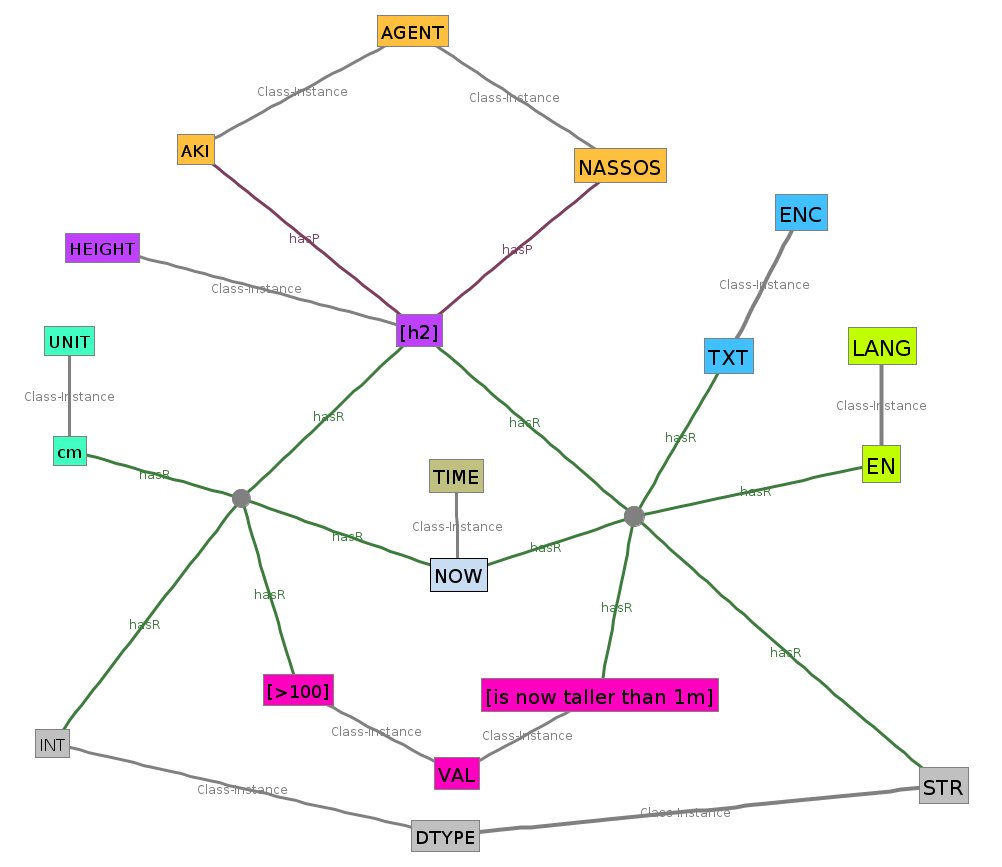 AGENT
Class-Instance
Class-Instance
AKI
NASSOS
ENC
hasP
hasP
HEIGHT
Class-Instance
Class-Instance
[h2]
UNIT
TXT
LANG
Class-Instance
Class-Instance
hasR
hasR
hasR
cm
EN
hasR
TIME
hasR
Class-Instance
hasR
hasR
NOW
hasR
hasR
hasR
hasR
[>100]
[is now taller than 1m]
Class-Instance
Class-Instance
INT
VAL
STR
Class-Instance
Class-Instance
DTYPE